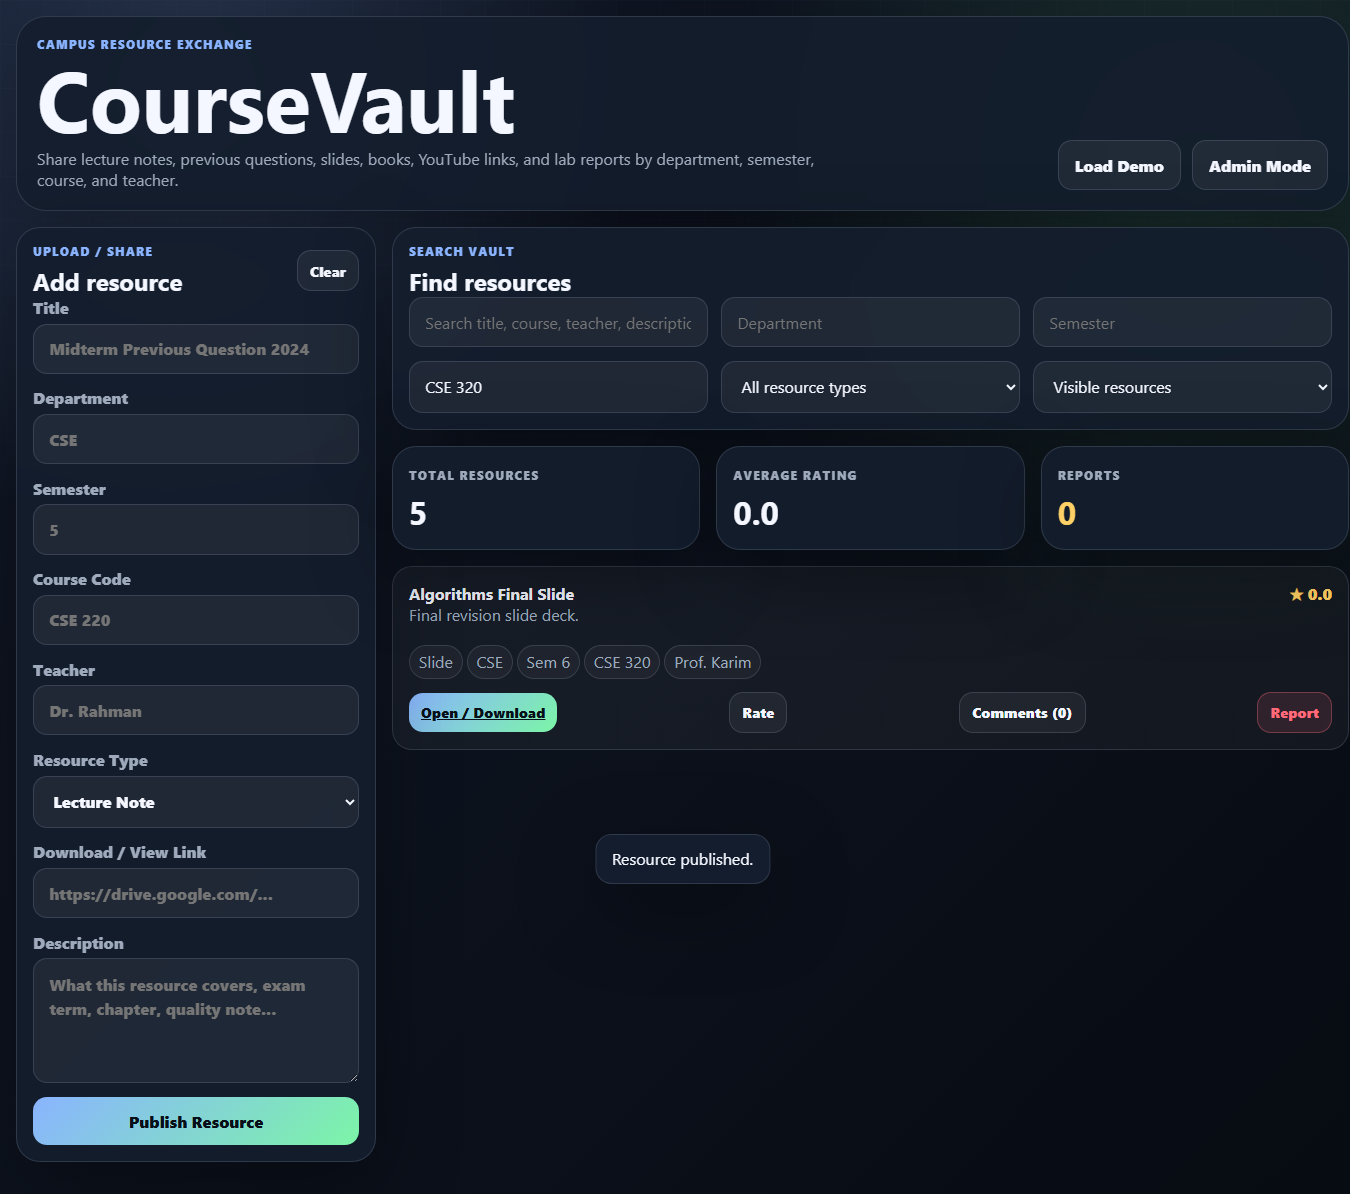 CAMPUS RESOURCE EXCHANGE
CourseVault
Share lecture notes, previous questions, slides, books, YouTube links, and lab reports by department, semester,
course, and teacher.
Load Demo
Admin Mode
UPLOAD / SHARE
Add resource
Clear
Title
Midterm Previous Question 2024
Department
CSE
Semester
5
Course Code
CSE 220
Teacher
Dr. Rahman
Resource Type
Lecture Note
Download / View Link
https://drive.google.com/...
Description
What this resource covers, exam
term, chapter, quality note...
Publish Resource
SEARCH VAULT
Find resources
Search title, course, teacher, descriptic
Department
Semester
CSE 320
All resource types
Visible resources
TOTAL RESOURCES
5
AVERAGE RATING
0.0
REPORTS
0
Algorithms Final Slide
★ 0.0
Final revision slide deck.
Slide
CSE
Sem 6
CSE 320
Prof. Karim
Open / Download
Rate
Comments (0)
Report
Resource published.